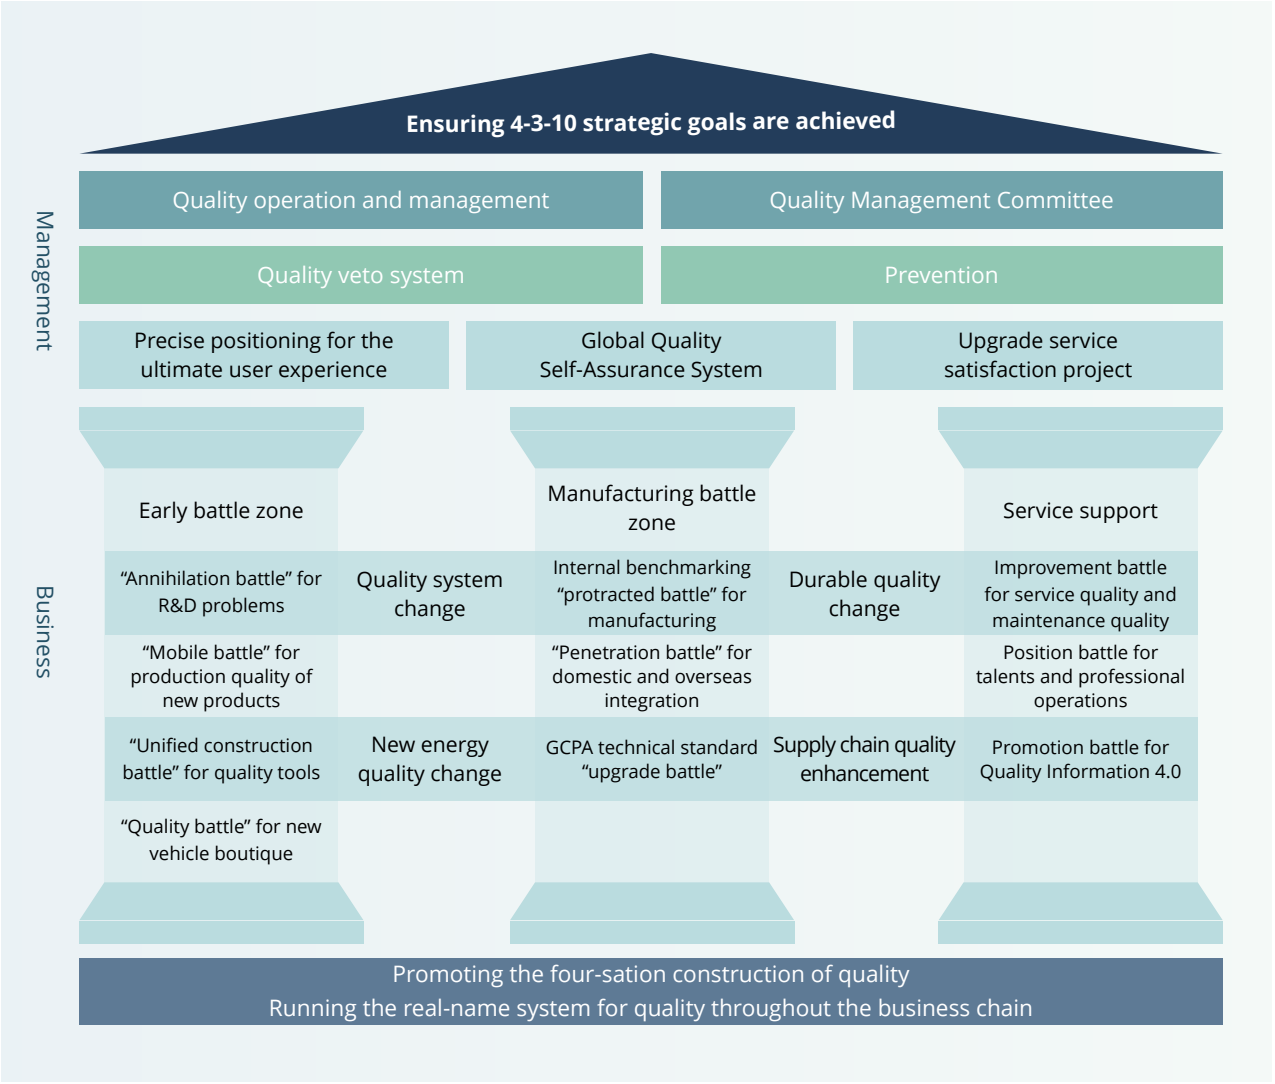 Ensuring 4-3-10 strategic goals are achieved
Management
Quality operation and management
Quality Management Committee
Quality veto system
Prevention
Precise positioning for the
ultimate user experience
Global Quality
Self-Assurance System
Upgrade service
satisfaction project
Business
Early battle zone
Manufacturing battle
zone
Service support
“Annihilation battle” for
R&D problems
Quality system
change
Internal benchmarking
“protracted battle” for
manufacturing
Durable quality
change
Improvement battle
for service quality and
maintenance quality
“Mobile battle” for
production quality of
new products
“Penetration battle” for
domestic and overseas
integration
Position battle for
talents and professional
operations
“Unified construction
battle” for quality tools
New energy
quality change
GCPA technical standard
“upgrade battle”
Supply chain quality
enhancement
Promotion battle for
Quality Information 4.0
“Quality battle” for new
vehicle boutique
Promoting the four-sation construction of quality
Running the real-name system for quality throughout the business chain